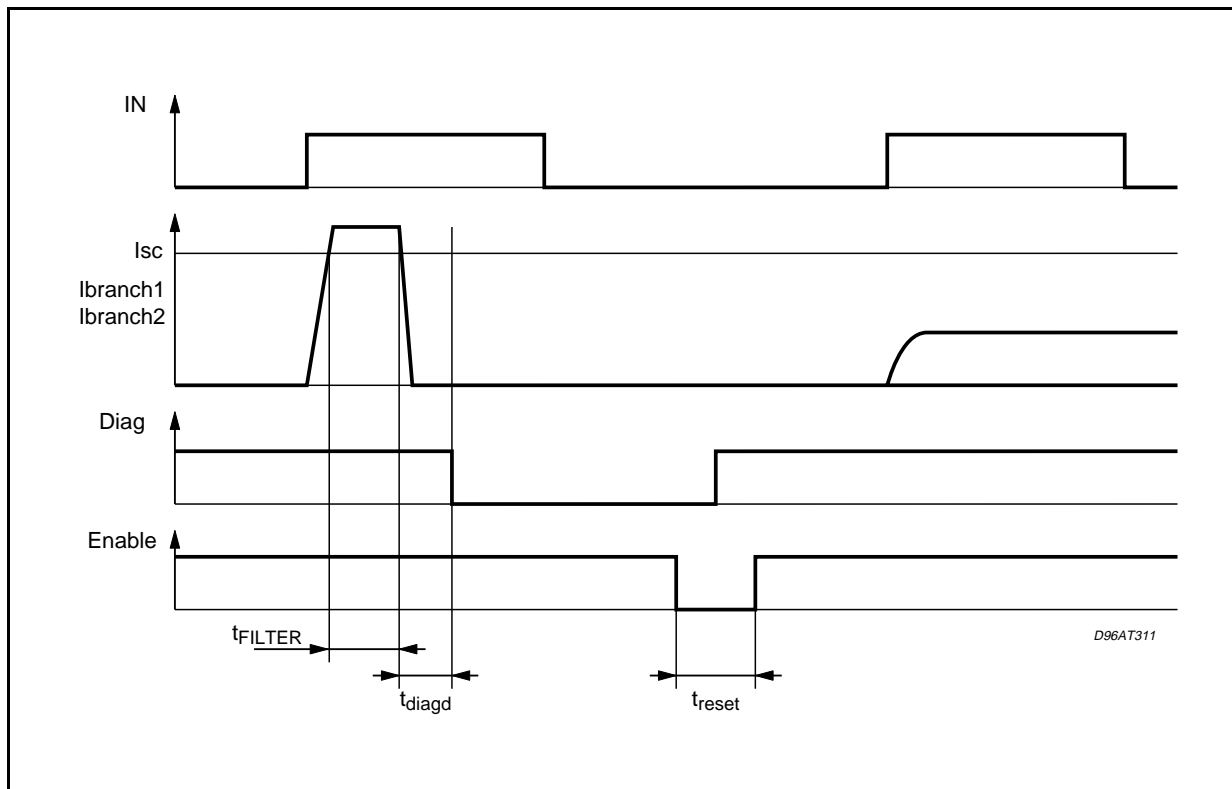 IN
Isc
Ibranch1
Ibranch2
Diag
Enable
tFILTER
D96AT311
tdiagd
treset